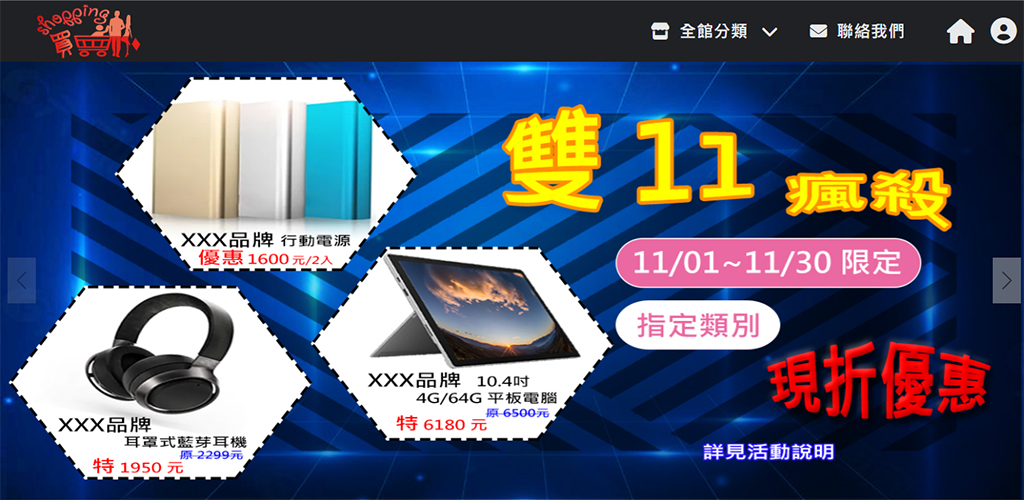 shopping
買
全館分類
聯絡我們
雙 11
瘋殺
XXX品牌 行動電源
優惠 1600 元/2入
11/01~11/30 限定
指定類別
XXX品牌 10.4吋
4G/64G 平板電腦
原 6500元
特 6180 元
XXX品牌
耳罩式藍芽耳機
原 2299元
特 1950 元
現折優惠
詳見活動說明